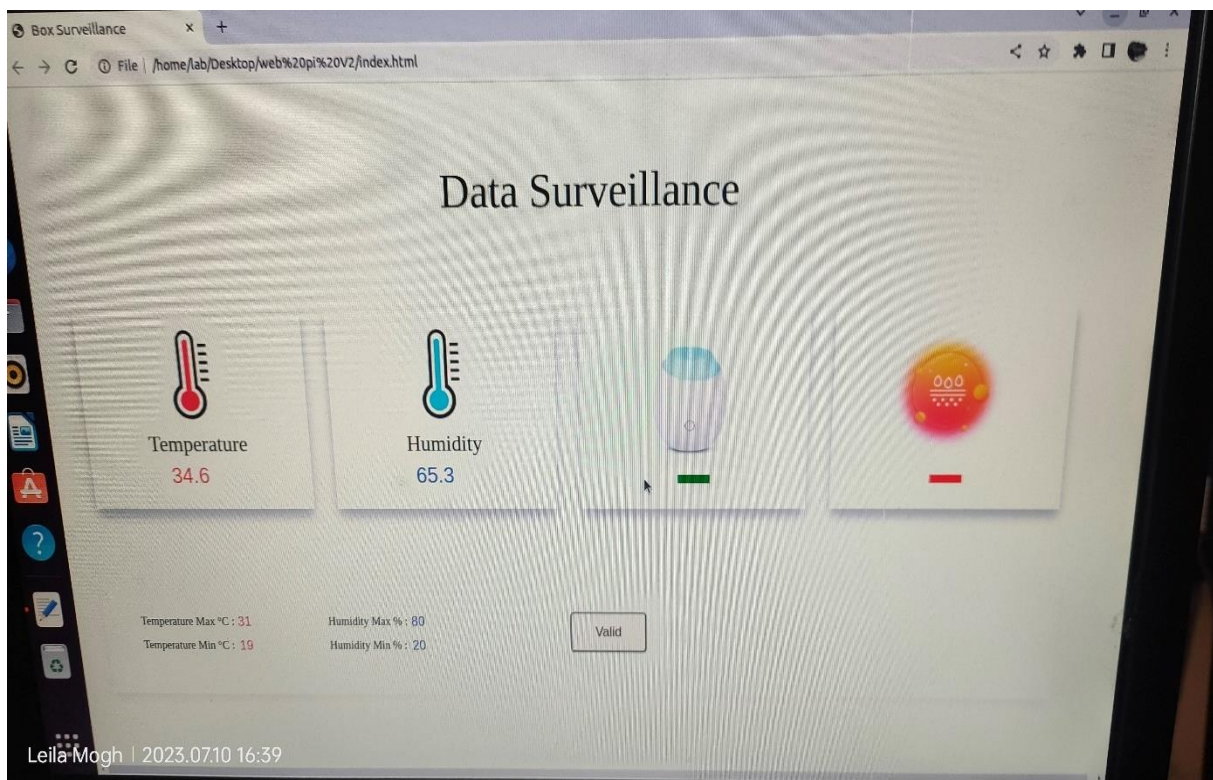 Box Surveillance
File /home/lab/Desktop/web%20pi%20V2/index.html
Data Surveillance
Temperature
34.6
Humidity
65.3
Temperature Max °C : 31
Temperature Min °C : 19
Humidity Max % : 80
Humidity Min % : 20
Valid
Leila Mogh | 2023.07.10 16:39